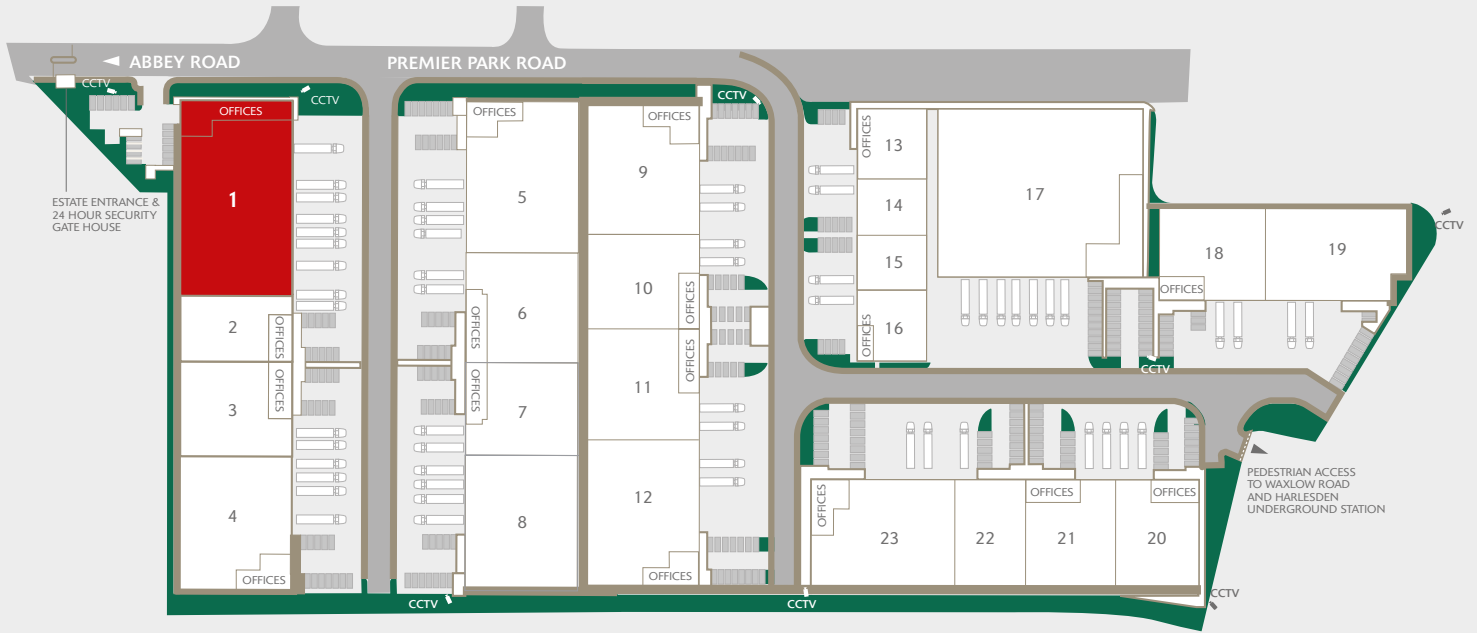 ABBEY ROAD
PREMIER PARK ROAD
CCTV
CCTV
CCTV
OFFICES
OFFICES
OFFICES
OFFICES
1
5
9
13
14
15
16
17
ESTATE ENTRANCE &
24 HOUR SECURITY
GATE HOUSE
18
19
CCTV
OFFICES
2
OFFICES
6
OFFICES
10
OFFICES
OFFICES
3
OFFICES
7
OFFICES
11
OFFICES
CCTV
4
OFFICES
8
12
OFFICES
OFFICES
23
22
OFFICES
21
OFFICES
20
PEDESTRIAN ACCESS
TO WAXLOW ROAD
AND HARLESDEN
UNDERGROUND STATION
CCTV
CCTV
CCTV